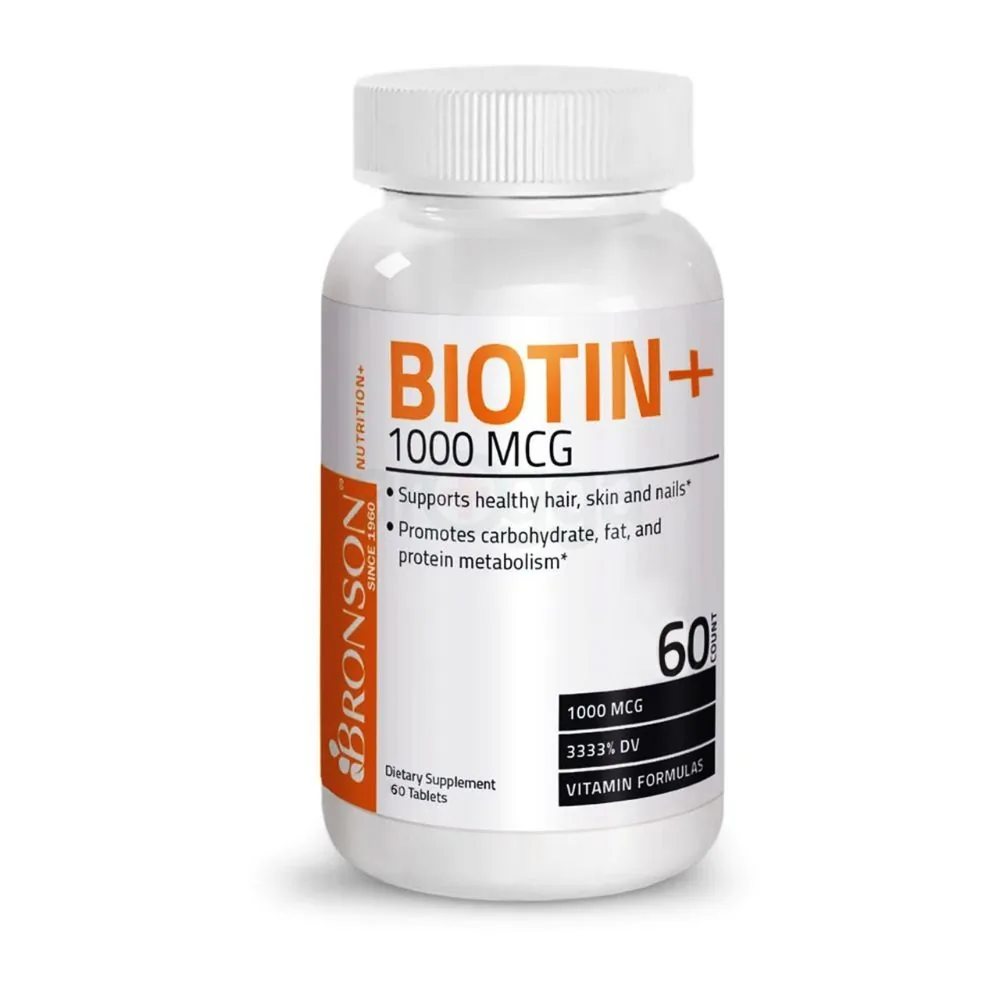 BIOTIN+
1000 MCG
• Supports healthy hair, skin and nails*
• Promotes carbohydrate, fat, and
protein metabolism*
NUTRITION+
BRONSON
SINCE 1960
60 COUNT
1000 MCG
3333% DV
VITAMIN FORMULAS
Dietary Supplement
60 Tablets